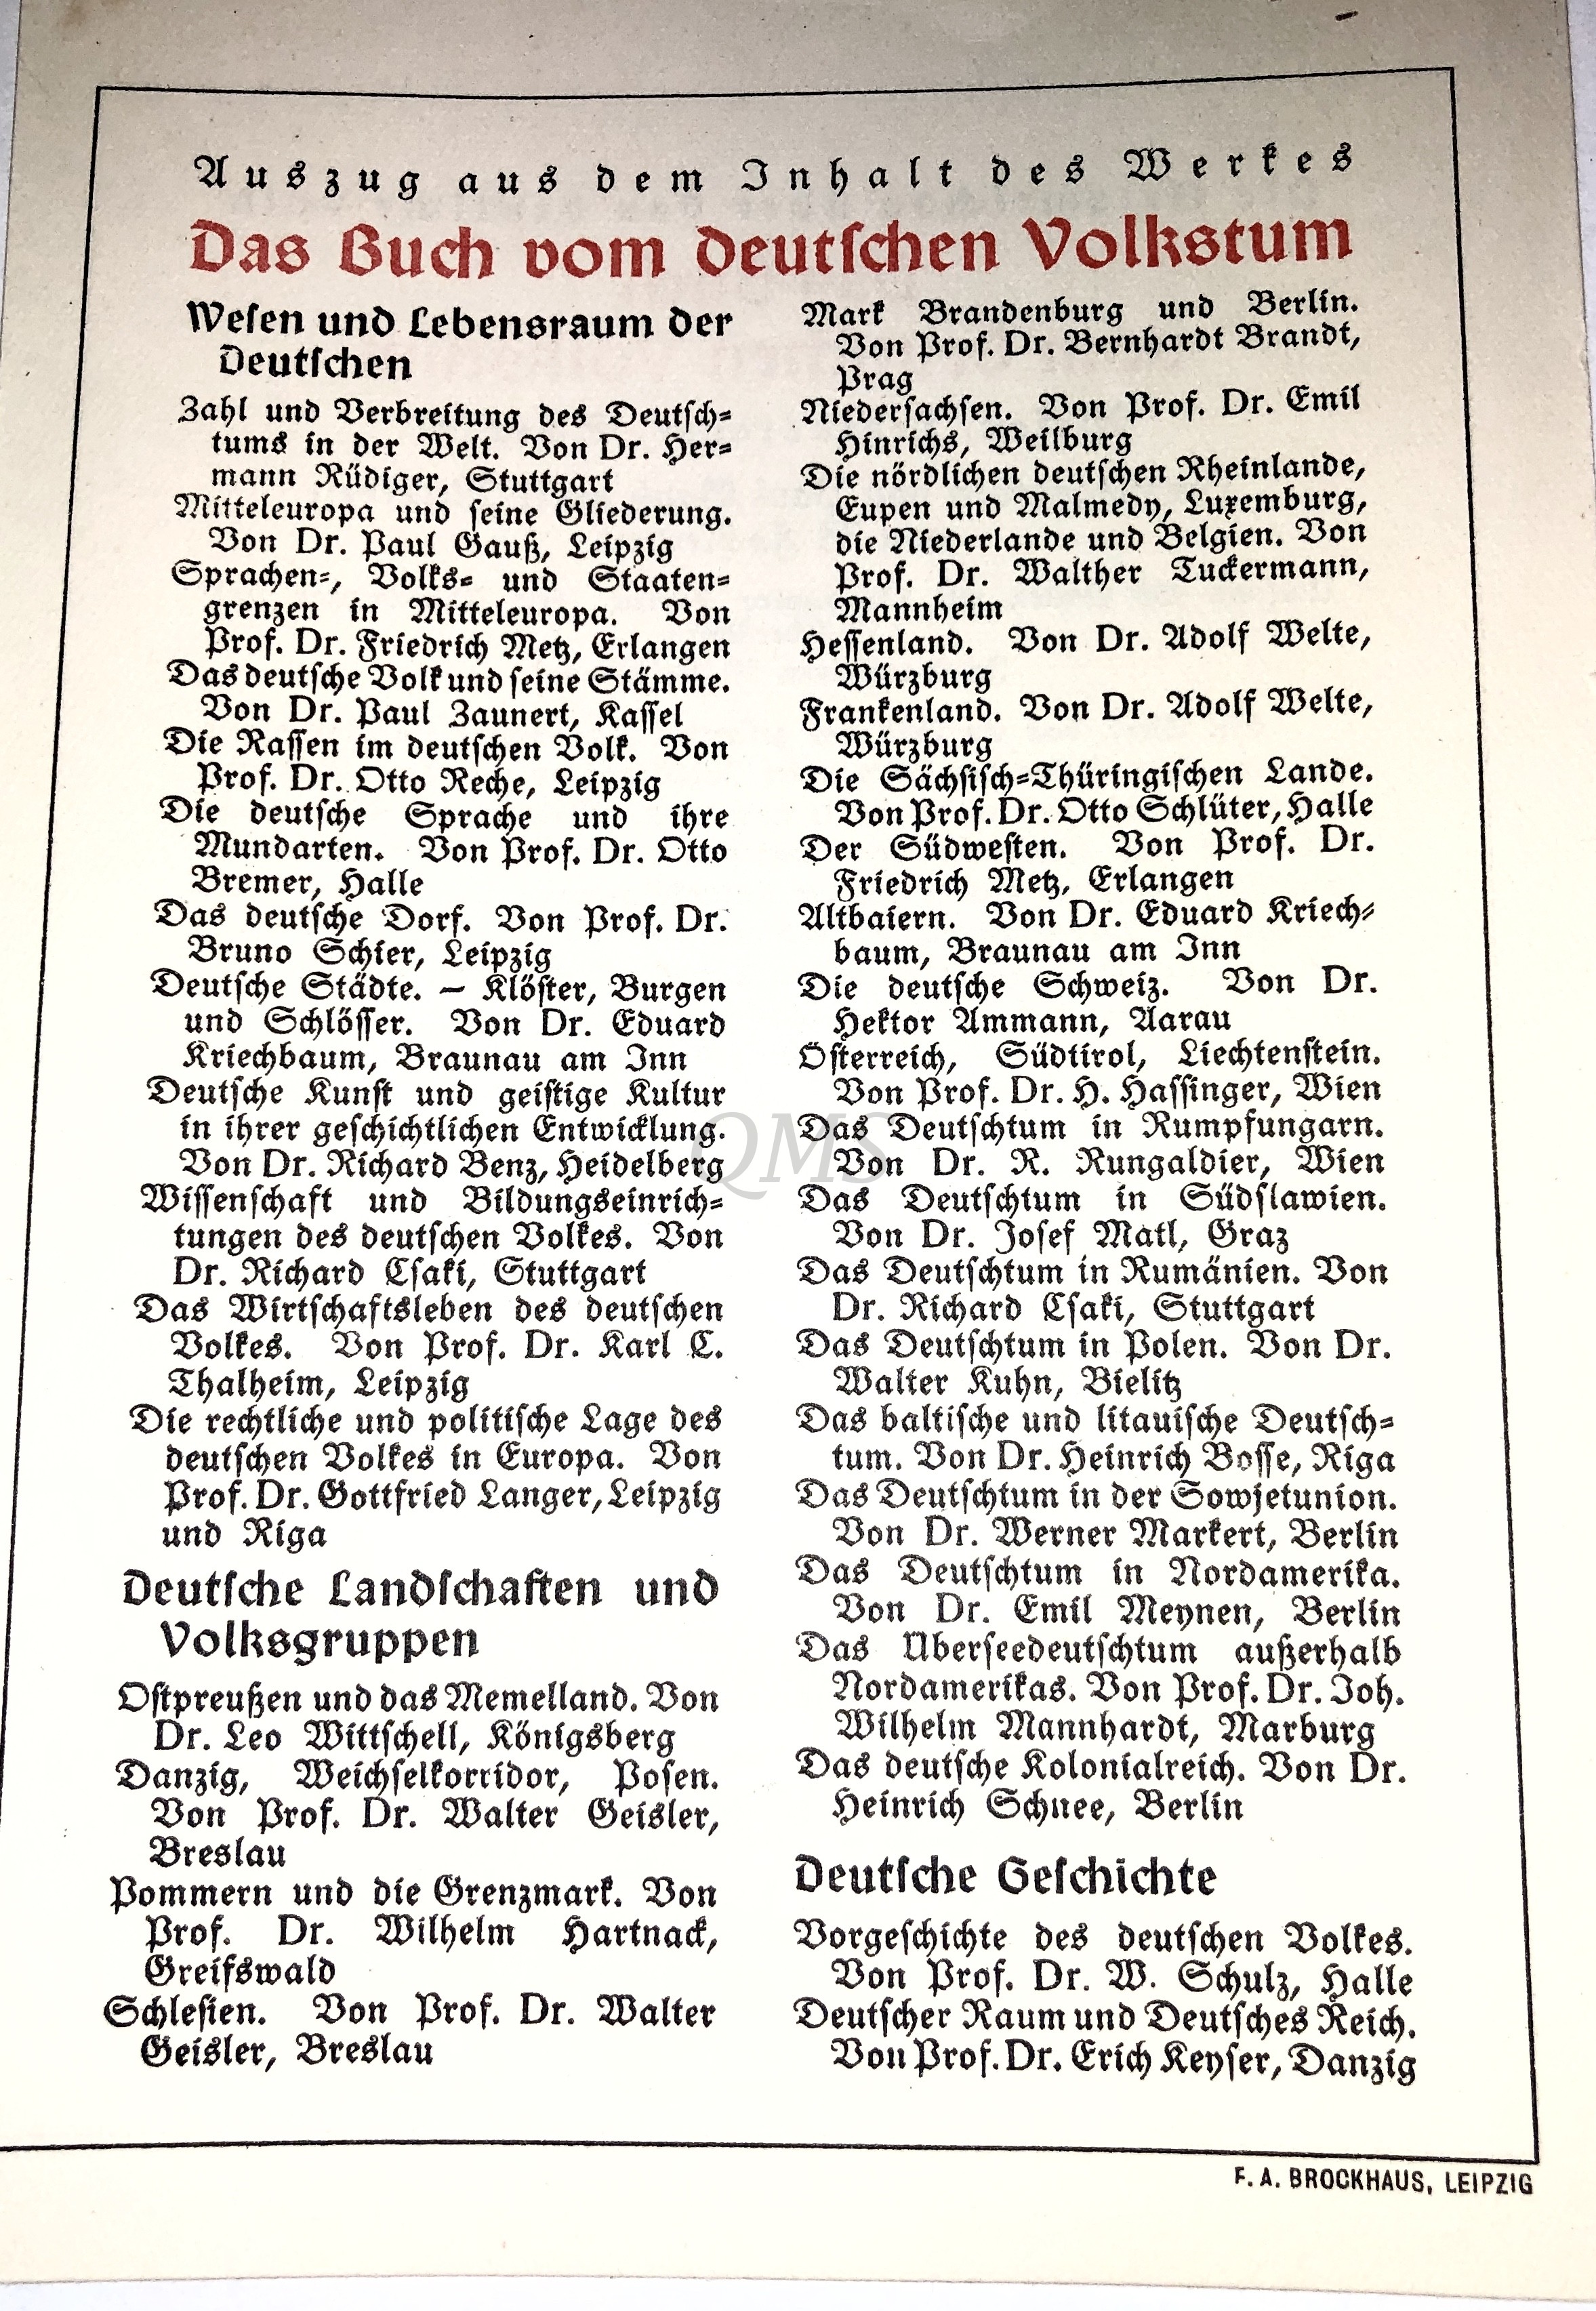 Auszug aus dem Inhalt des Werkes
Das Buch vom deutschen Volkstum
Wesen und Lebensraum der
Deutschen
Zahl und Verbreitung des Deutsch-
tums in der Welt. Von Dr. Her-
mann Rüdiger, Stuttgart
Mitteleuropa und seine Gliederung.
Von Dr. Paul Gauß, Leipzig
Sprachen-, Volks- und Staaten-
grenzen in Mitteleuropa. Von
Prof. Dr. Friedrich Metz, Erlangen
Das deutsche Volk und seine Stämme.
Von Dr. Paul Zaunert, Kassel
Die Rassen im deutschen Volk. Von
Prof. Dr. Otto Reche, Leipzig
Die deutsche Sprache und ihre
Mundarten. Von Prof. Dr. Otto
Bremer, Halle
Das deutsche Dorf. Von Prof. Dr.
Bruno Schier, Leipzig
Deutsche Städte. – Klöster, Burgen
und Schlösser. Von Dr. Eduard
Kriechbaum, Braunau am Inn
Deutsche Kunst und geistige Kultur
in ihrer geschichtlichen Entwicklung.
Von Dr. Richard Benz, Heidelberg
Wissenschaft und Bildungseinrich-
tungen des deutschen Volkes. Von
Dr. Richard Csaki, Stuttgart
Das Wirtschaftsleben des deutschen
Volkes. Von Prof. Dr. Karl C.
Thalheim, Leipzig
Die rechtliche und politische Lage des
deutschen Volkes in Europa. Von
Prof. Dr. Gottfried Langer, Leipzig
und Riga
Deutsche Landschaften und
Volksgruppen
Ostpreußen und das Memelland. Von
Dr. Leo Wittschell, Königsberg
Danzig, Weichselkorridor, Posen.
Von Prof. Dr. Walter Geisler,
Breslau
Pommern und die Grenzmark. Von
Prof. Dr. Wilhelm Hartnack,
Greifswald
Schlesien. Von Prof. Dr. Walter
Geisler, Breslau
Mark Brandenburg und Berlin.
Von Prof. Dr. Bernhardt Brandt,
Prag
Niedersachsen. Von Prof. Dr. Emil
Hinrichs, Weilburg
Die nördlichen deutschen Rheinlande,
Eupen und Malmedy, Luxemburg,
die Niederlande und Belgien. Von
Prof. Dr. Walther Tuckermann,
Mannheim
Hessenland. Von Dr. Adolf Welte,
Würzburg
Frankenland. Von Dr. Adolf Welte,
Würzburg
Die Sächsisch-Thüringischen Lande.
Von Prof. Dr. Otto Schlüter, Halle
Der Südwesten. Von Prof. Dr.
Friedrich Metz, Erlangen
Altbaiern. Von Dr. Eduard Kriech-
baum, Braunau am Inn
Die deutsche Schweiz. Von Dr.
Hektor Ammann, Aarau
Österreich, Südtirol, Liechtenstein.
Von Prof. Dr. H. Hassinger, Wien
Das Deutschtum in Rumpfungarn.
Von Dr. R. Rungaldier, Wien
Das Deutschtum in Südslawien.
Von Dr. Josef Matl, Graz
Das Deutschtum in Rumänien. Von
Dr. Richard Csaki, Stuttgart
Das Deutschtum in Polen. Von Dr.
Walter Kuhn, Bielitz
Das baltische und litauische Deutsch-
tum. Von Dr. Heinrich Bosse, Riga
Das Deutschtum in der Sowjetunion.
Von Dr. Werner Markert, Berlin
Das Deutschtum in Nordamerika.
Von Dr. Emil Meynen, Berlin
Das Überseedeutschtum außerhalb
Nordamerikas. Von Prof. Dr. Joh.
Wilhelm Mannhardt, Marburg
Das deutsche Kolonialreich. Von Dr.
Heinrich Schnee, Berlin
Deutsche Geschichte
Vorgeschichte des deutschen Volkes.
Von Prof. Dr. W. Schulz, Halle
Deutscher Raum und Deutsches Reich.
Von Prof. Dr. Erich Keyser, Danzig
F. A. BROCKHAUS, LEIPZIG
QMS